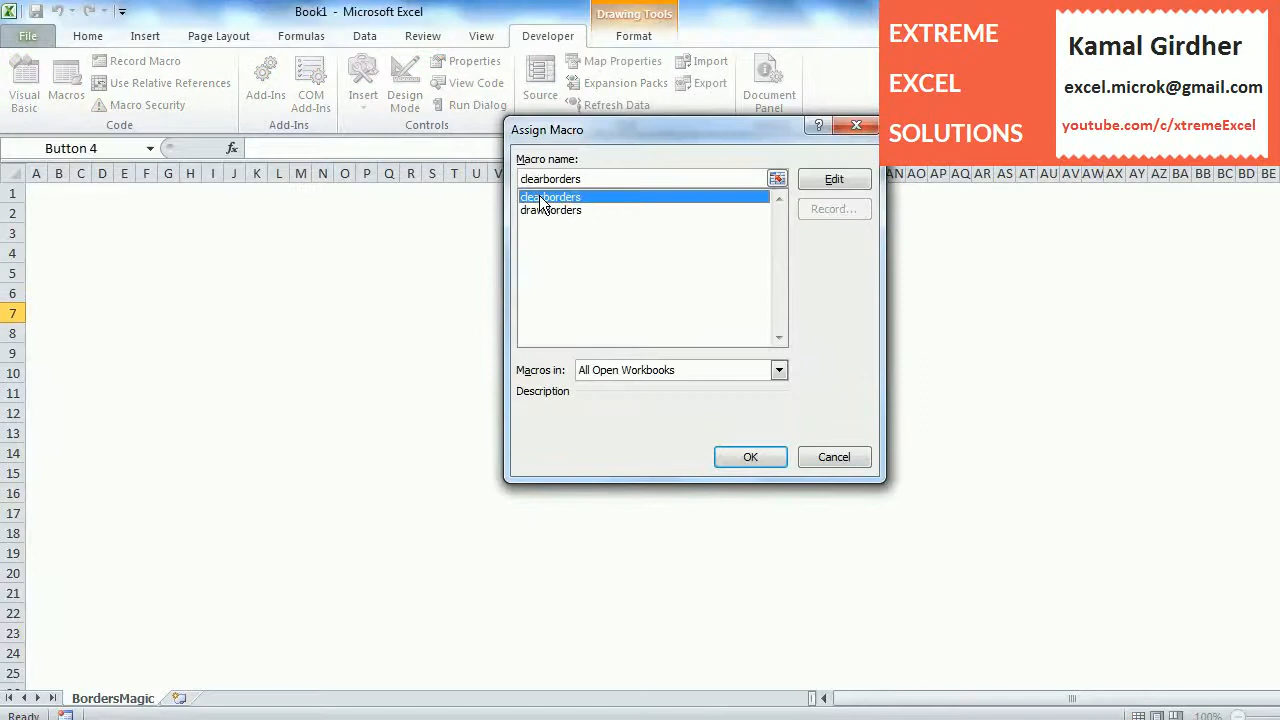 Book1 - Microsoft Excel
Drawing Tools
File Home Insert Page Layout Formulas Data Review View Developer Format
Visual Basic
Macros
Record Macro
Use Relative References
Macro Security
Code
Add-Ins
COM Add-Ins
Add-Ins
Insert
Design Mode
Properties
View Code
Run Dialog
Controls
Source
Map Properties
Expansion Packs
Refresh Data
Import
Export
Document Panel
EXTREME
EXCEL
SOLUTIONS
Kamal Girdher
excel.microk@gmail.com
youtube.com/c/xtremeExcel
Button 4
fx
A B C D E F G H I J K L M N O P Q R S T U V
AN AO AP AQ AR AS AT AU AV AW AX AY AZ BA BB BC BD BE
1
2
3
4
5
6
7
8
9
10
11
12
13
14
15
16
17
18
19
20
21
22
23
24
25
Assign Macro
Macro name:
clearborders
Edit
clearborders
drawborders
Record...
Macros in:
All Open Workbooks
Description
OK
Cancel
BordersMagic
Ready
100%